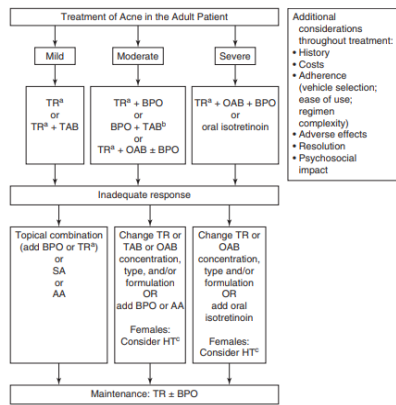 Treatment of Acne in the Adult Patient
Mild
Moderate
Severe
TRᵃ
or
TRᵃ + TAB
TRᵃ + BPO
or
BPO + TABᵇ
or
TRᵃ + OAB ± BPO
TRᵃ + OAB + BPO
or
oral isotretinoin
Inadequate response
Topical combination
(add BPO or TRᵃ)
or
SA
or
AA
Change TR or
TAB or OAB
concentration,
type, and/or
formulation
OR
add BPO or AA
Females:
Consider HTᶜ
Change TR or
OAB
concentration,
type and/or
formulation
OR
add oral
isotretinoin
Females:
Consider HTᶜ
Maintenance: TR ± BPO
Additional
considerations
throughout treatment:
• History
• Costs
• Adherence
(vehicle selection;
ease of use;
regimen
complexity)
• Adverse effects
• Resolution
• Psychosocial
impact